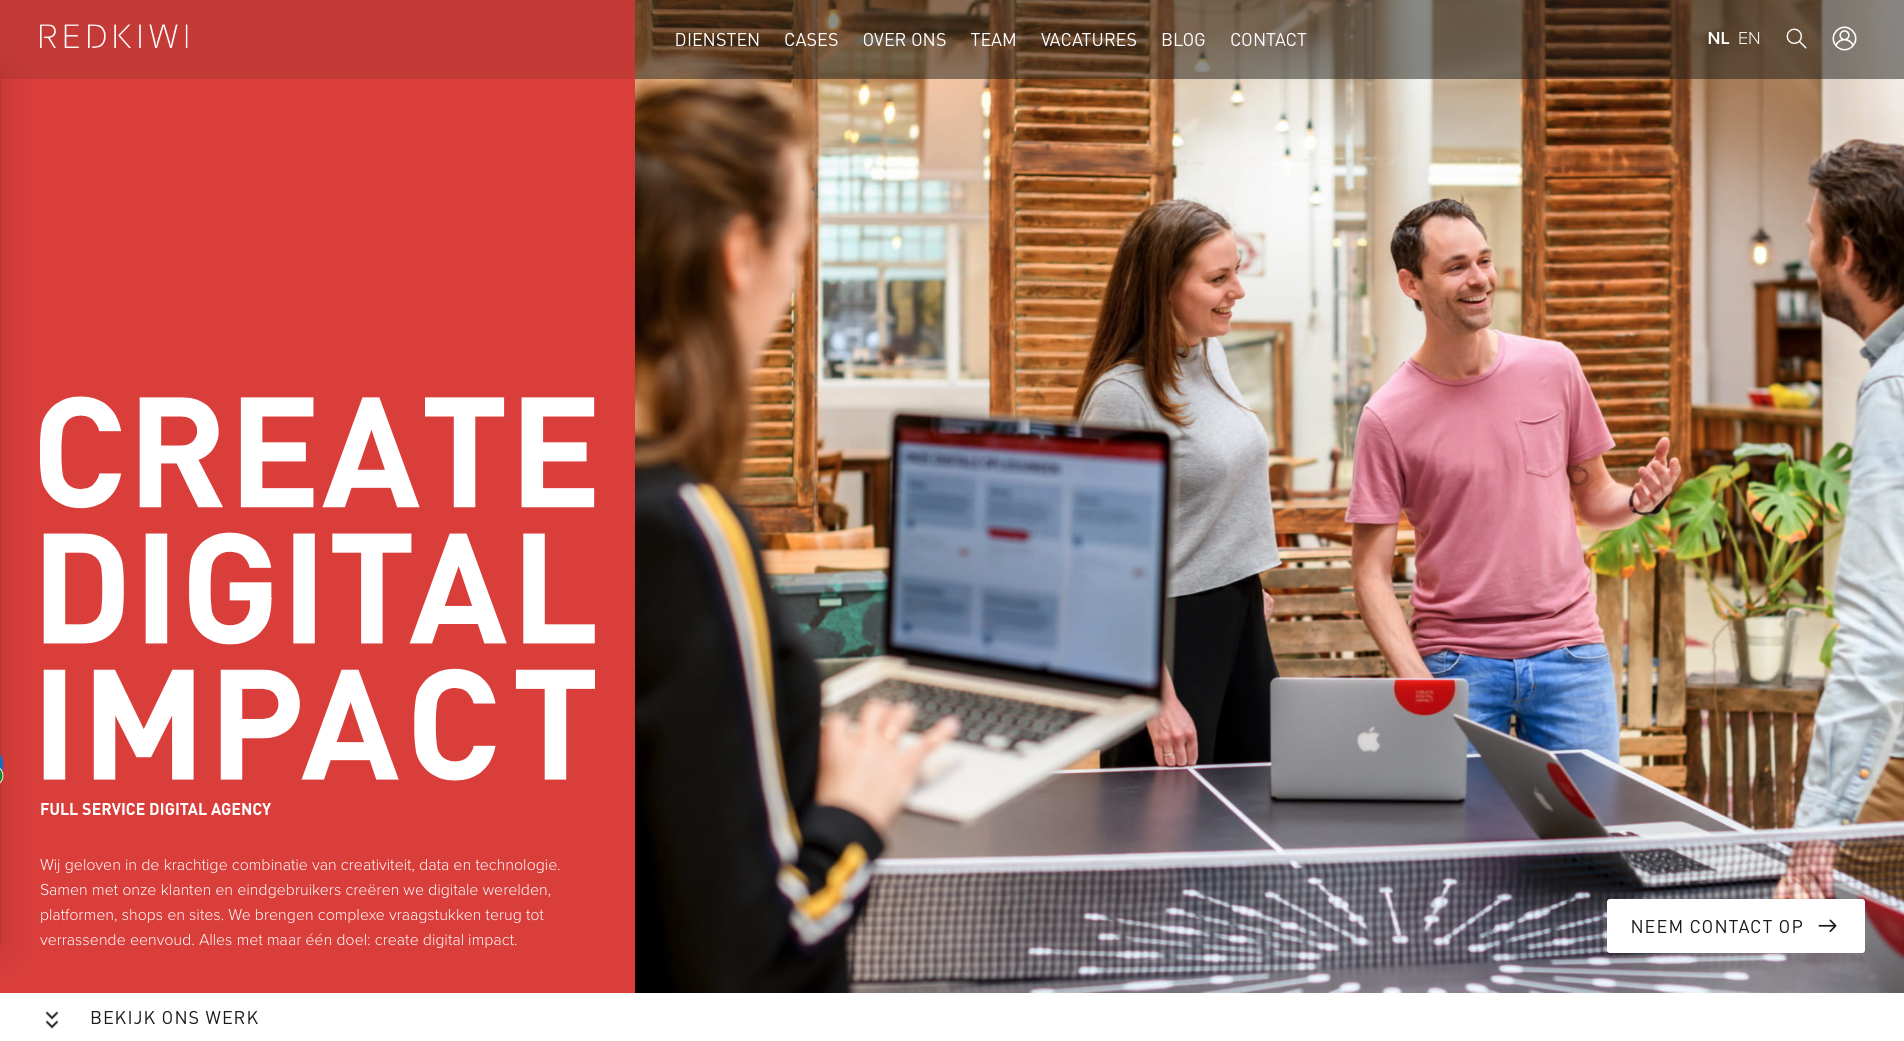 REDKIWI
DIENSTEN CASES OVER ONS TEAM VACATURES BLOG CONTACT
NL EN
CREATE
DIGITAL
IMPACT
FULL SERVICE DIGITAL AGENCY
Wij geloven in de krachtige combinatie van creativiteit, data en technologie.
Samen met onze klanten en eindgebruikers creëren we digitale werelden,
platformen, shops en sites. We brengen complexe vraagstukken terug tot
verrassende eenvoud. Alles met maar één doel: create digital impact.
CREATE
DIGITAL
IMPACT
NEEM CONTACT OP
BEKIJK ONS WERK